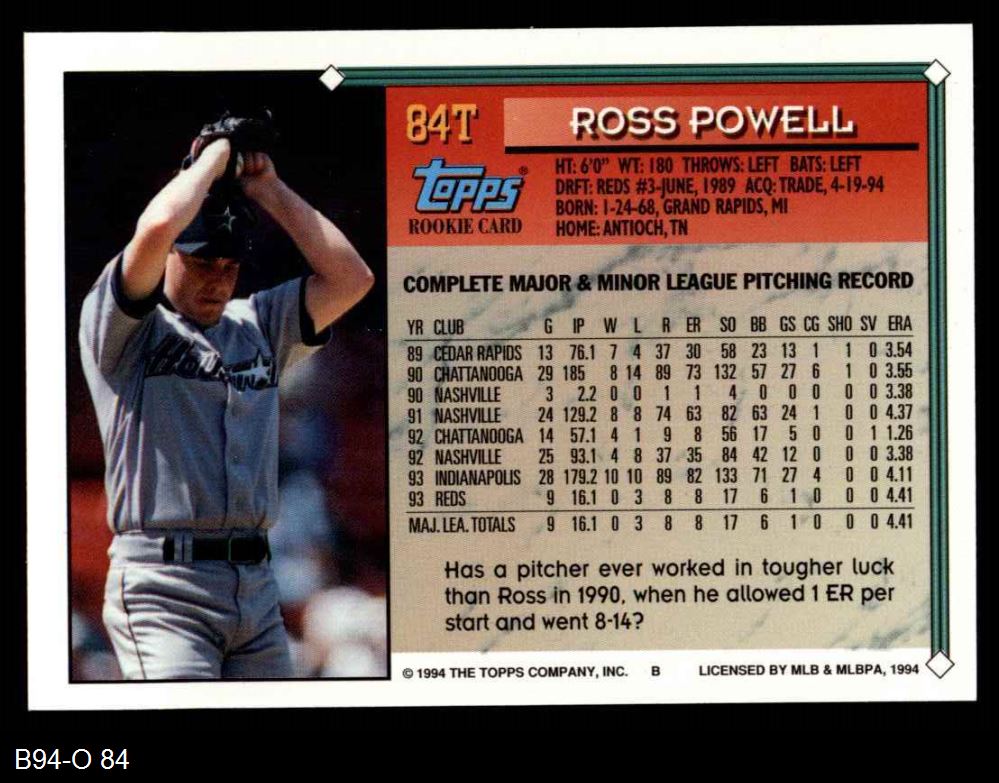 84T ROSS POWELL
Topps
ROOKIE CARD
HT: 6'0" WT: 180 THROWS: LEFT BATS: LEFT
DRFT: REDS #3-JUNE, 1989 ACQ: TRADE, 4-19-94
BORN: 1-24-68, GRAND RAPIDS, MI
HOME: ANTIOCH, TN
COMPLETE MAJOR & MINOR LEAGUE PITCHING RECORD
YR CLUB G IP W L R ER SO BB GS CG SHO SV ERA
89 CEDAR RAPIDS 13 76.1 7 4 37 30 58 23 13 1 1 0 3.54
90 CHATTANOOGA 29 185 8 14 89 73 132 57 27 6 1 0 3.55
90 NASHVILLE 3 2.2 0 0 1 1 4 0 0 0 0 0 3.38
91 NASHVILLE 24 129.2 8 8 74 63 82 63 24 1 0 0 4.37
92 CHATTANOOGA 14 57.1 4 1 9 8 56 17 5 0 0 1 1.26
92 NASHVILLE 25 93.1 4 8 37 35 84 42 12 0 0 0 3.38
93 INDIANAPOLIS 28 179.2 10 10 89 82 133 71 27 4 0 0 4.11
93 REDS 9 16.1 0 3 8 8 17 6 1 0 0 0 4.41
MAJ. LEA. TOTALS 9 16.1 0 3 8 8 17 6 1 0 0 0 4.41
Has a pitcher ever worked in tougher luck
than Ross in 1990, when he allowed 1 ER per
start and went 8-14?
© 1994 THE TOPPS COMPANY, INC. B LICENSED BY MLB & MLBPA, 1994
B94-O 84